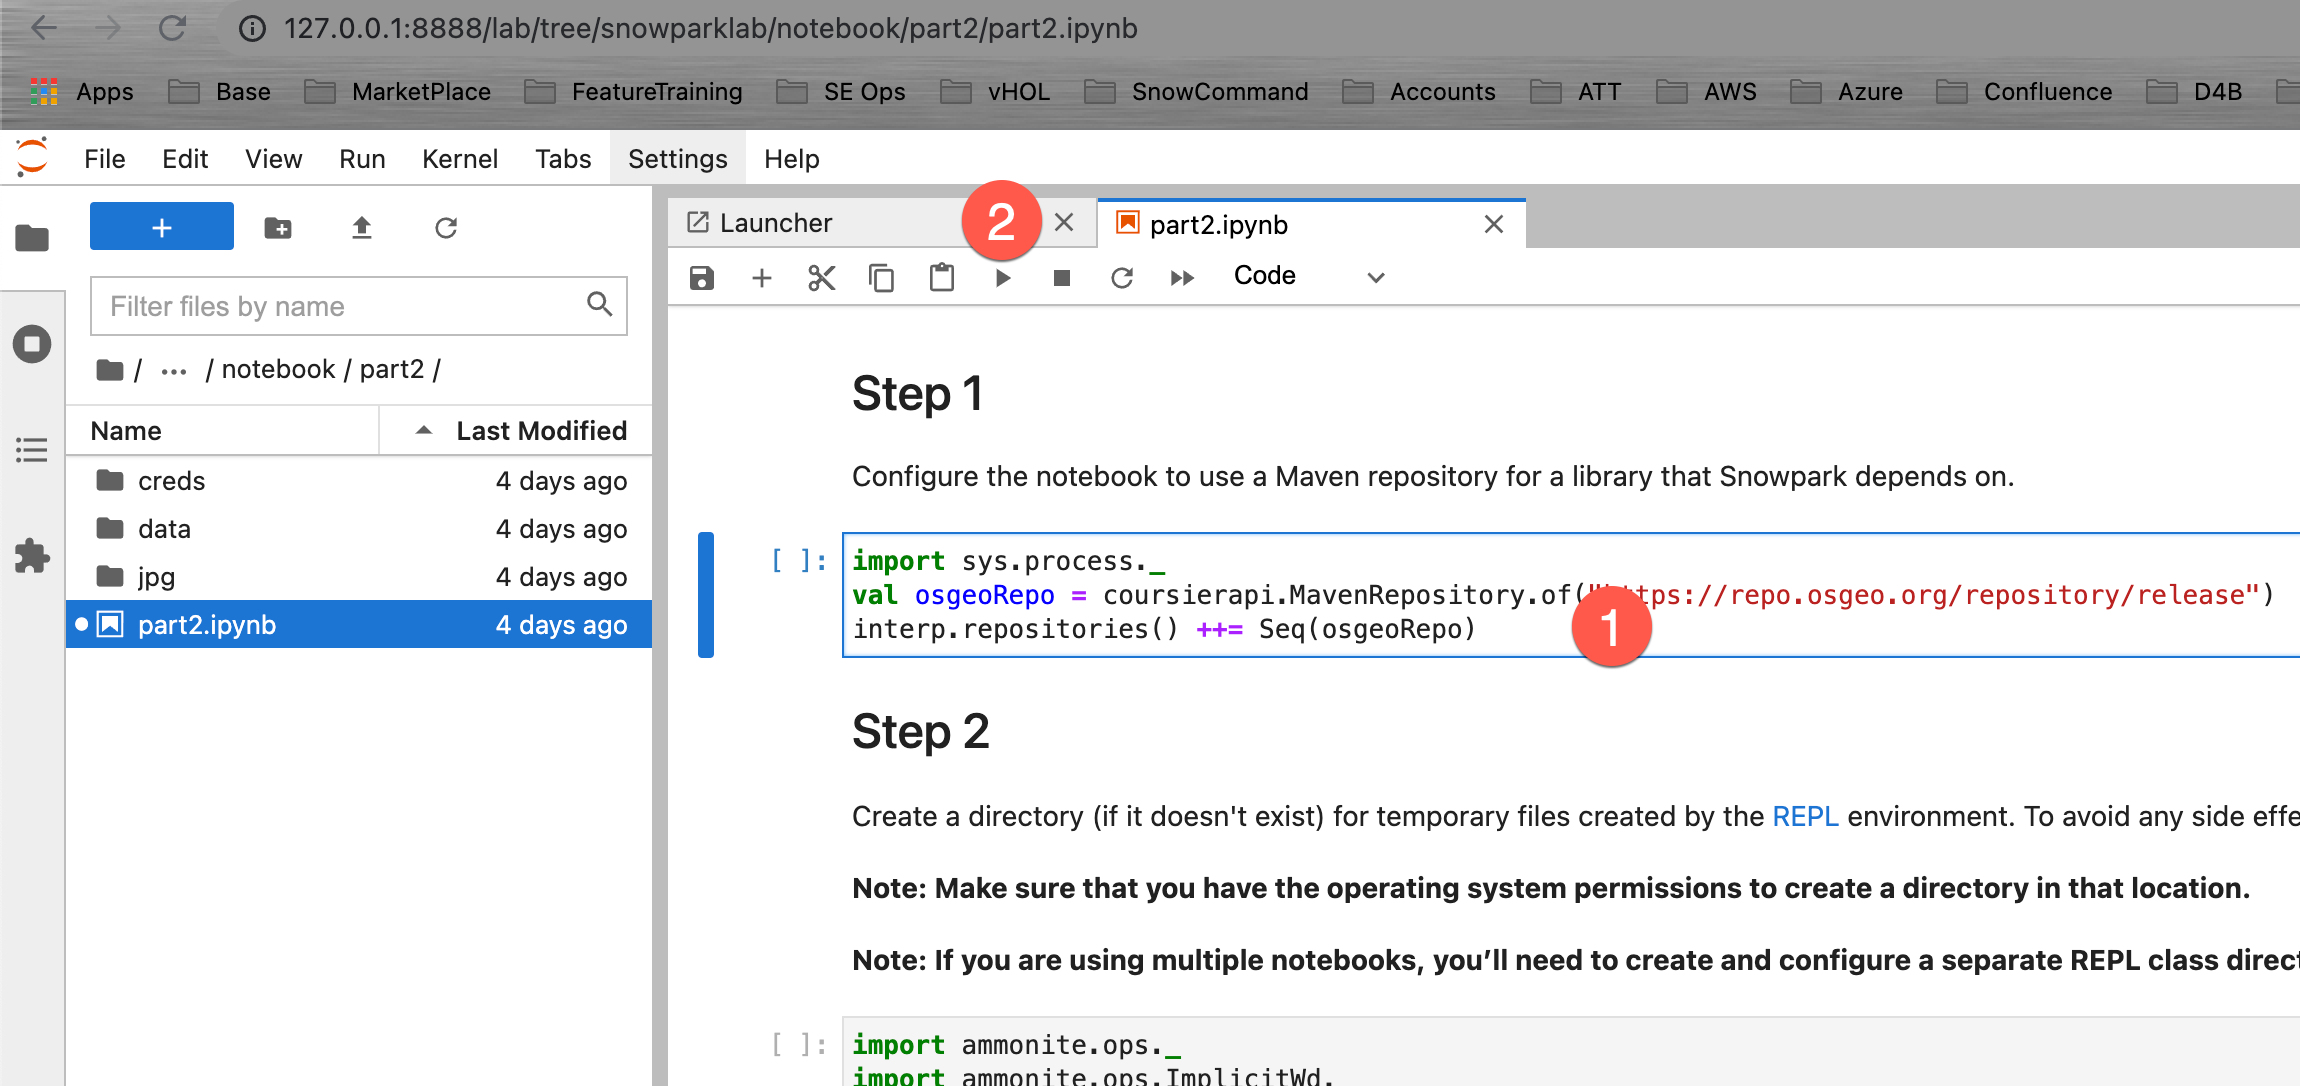 127.0.0.1:8888/lab/tree/snowparklab/notebook/part2/part2.ipynb
Apps Base MarketPlace FeatureTraining SE Ops vHOL SnowCommand Accounts ATT AWS Azure Confluence D4B
File Edit View Run Kernel Tabs Settings Help
Launcher 2 part2.ipynb
Code
Filter files by name
/ ... / notebook / part2 /
Name Last Modified
creds 4 days ago
data 4 days ago
jpg 4 days ago
part2.ipynb 4 days ago
Step 1
Configure the notebook to use a Maven repository for a library that Snowpark depends on.
[ ]: import sys.process._
val osgeoRepo = coursierapi.MavenRepository.of("https://repo.osgeo.org/repository/release")
interp.repositories() ++= Seq(osgeoRepo) 1
Step 2
Create a directory (if it doesn't exist) for temporary files created by the REPL environment. To avoid any side effe
Note: Make sure that you have the operating system permissions to create a directory in that location.
Note: If you are using multiple notebooks, you’ll need to create and configure a separate REPL class direc
[ ]: import ammonite.ops._
import ammonite.ops.ImplicitWd.